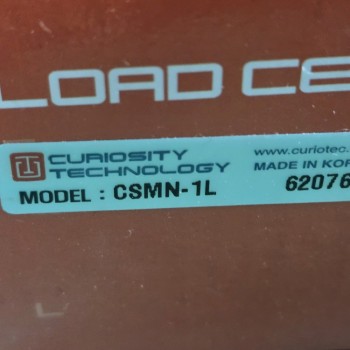 LOAD CE
CURIOSITY
TECHNOLOGY
www.curiotec.
MADE IN KOR
MODEL : CSMN-1L
62076